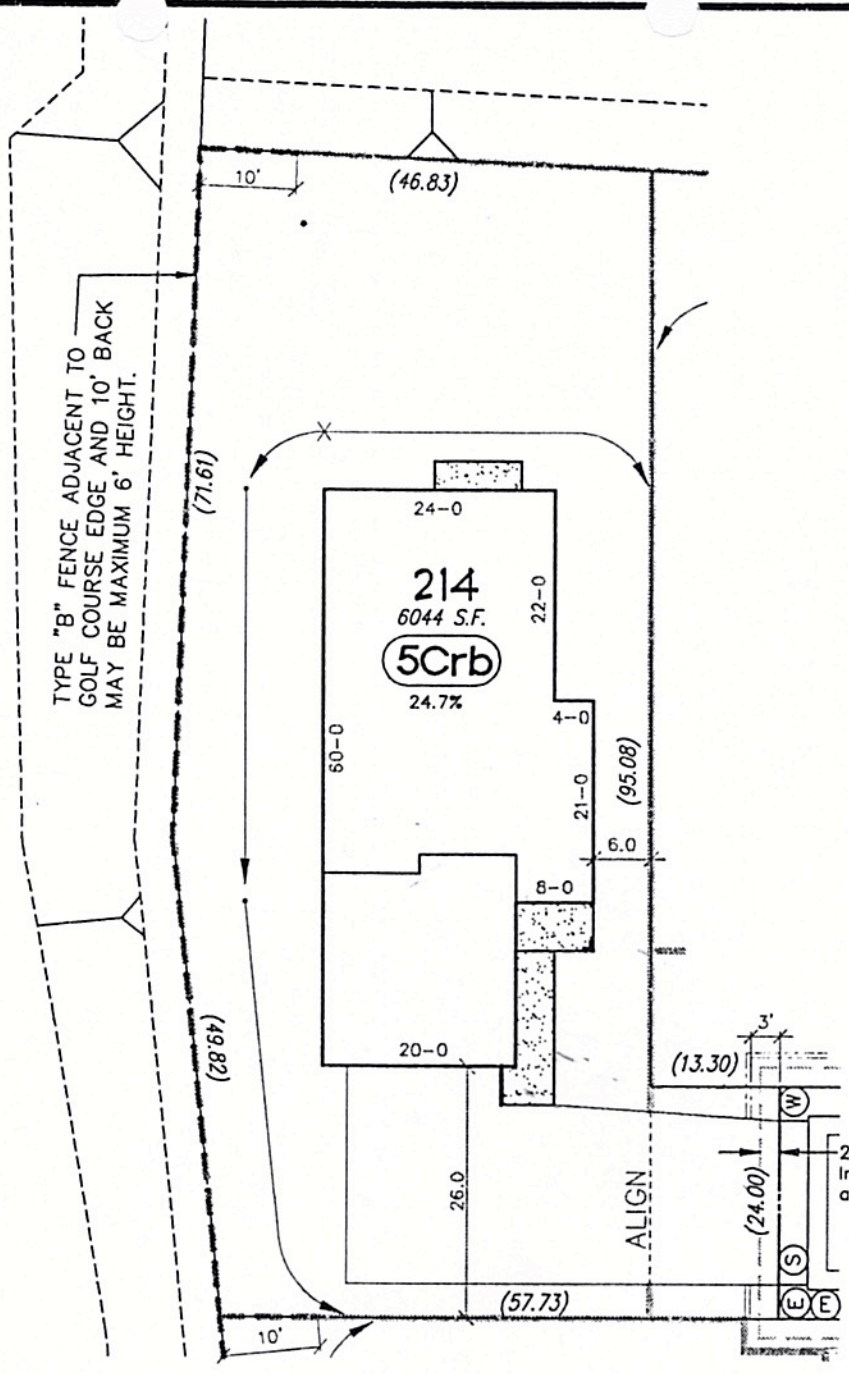 10'
(46.83)
TYPE "B" FENCE ADJACENT TO
GOLF COURSE EDGE AND 10' BACK
MAY BE MAXIMUM 6' HEIGHT.
(71.61)
24-0
214
6044 S.F.
5Crb
24.7%
22-0
4-0
60-0
21-0
(95.08)
6.0
8-0
(49.82)
20-0
3'
(13.30)
W
26.0
ALIGN
(24.00)
2
S
(57.73)
E
E
10'